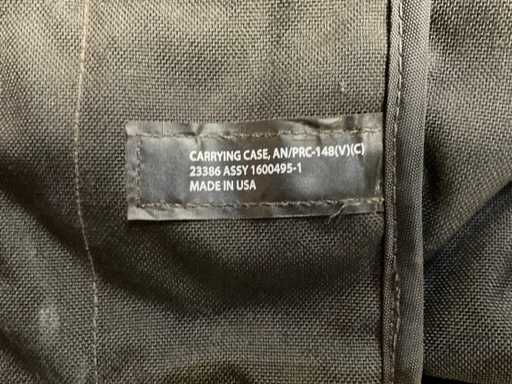 CARRYING CASE, AN/PRC-148(V)(C)
23386 ASSY 1600495-1
MADE IN USA